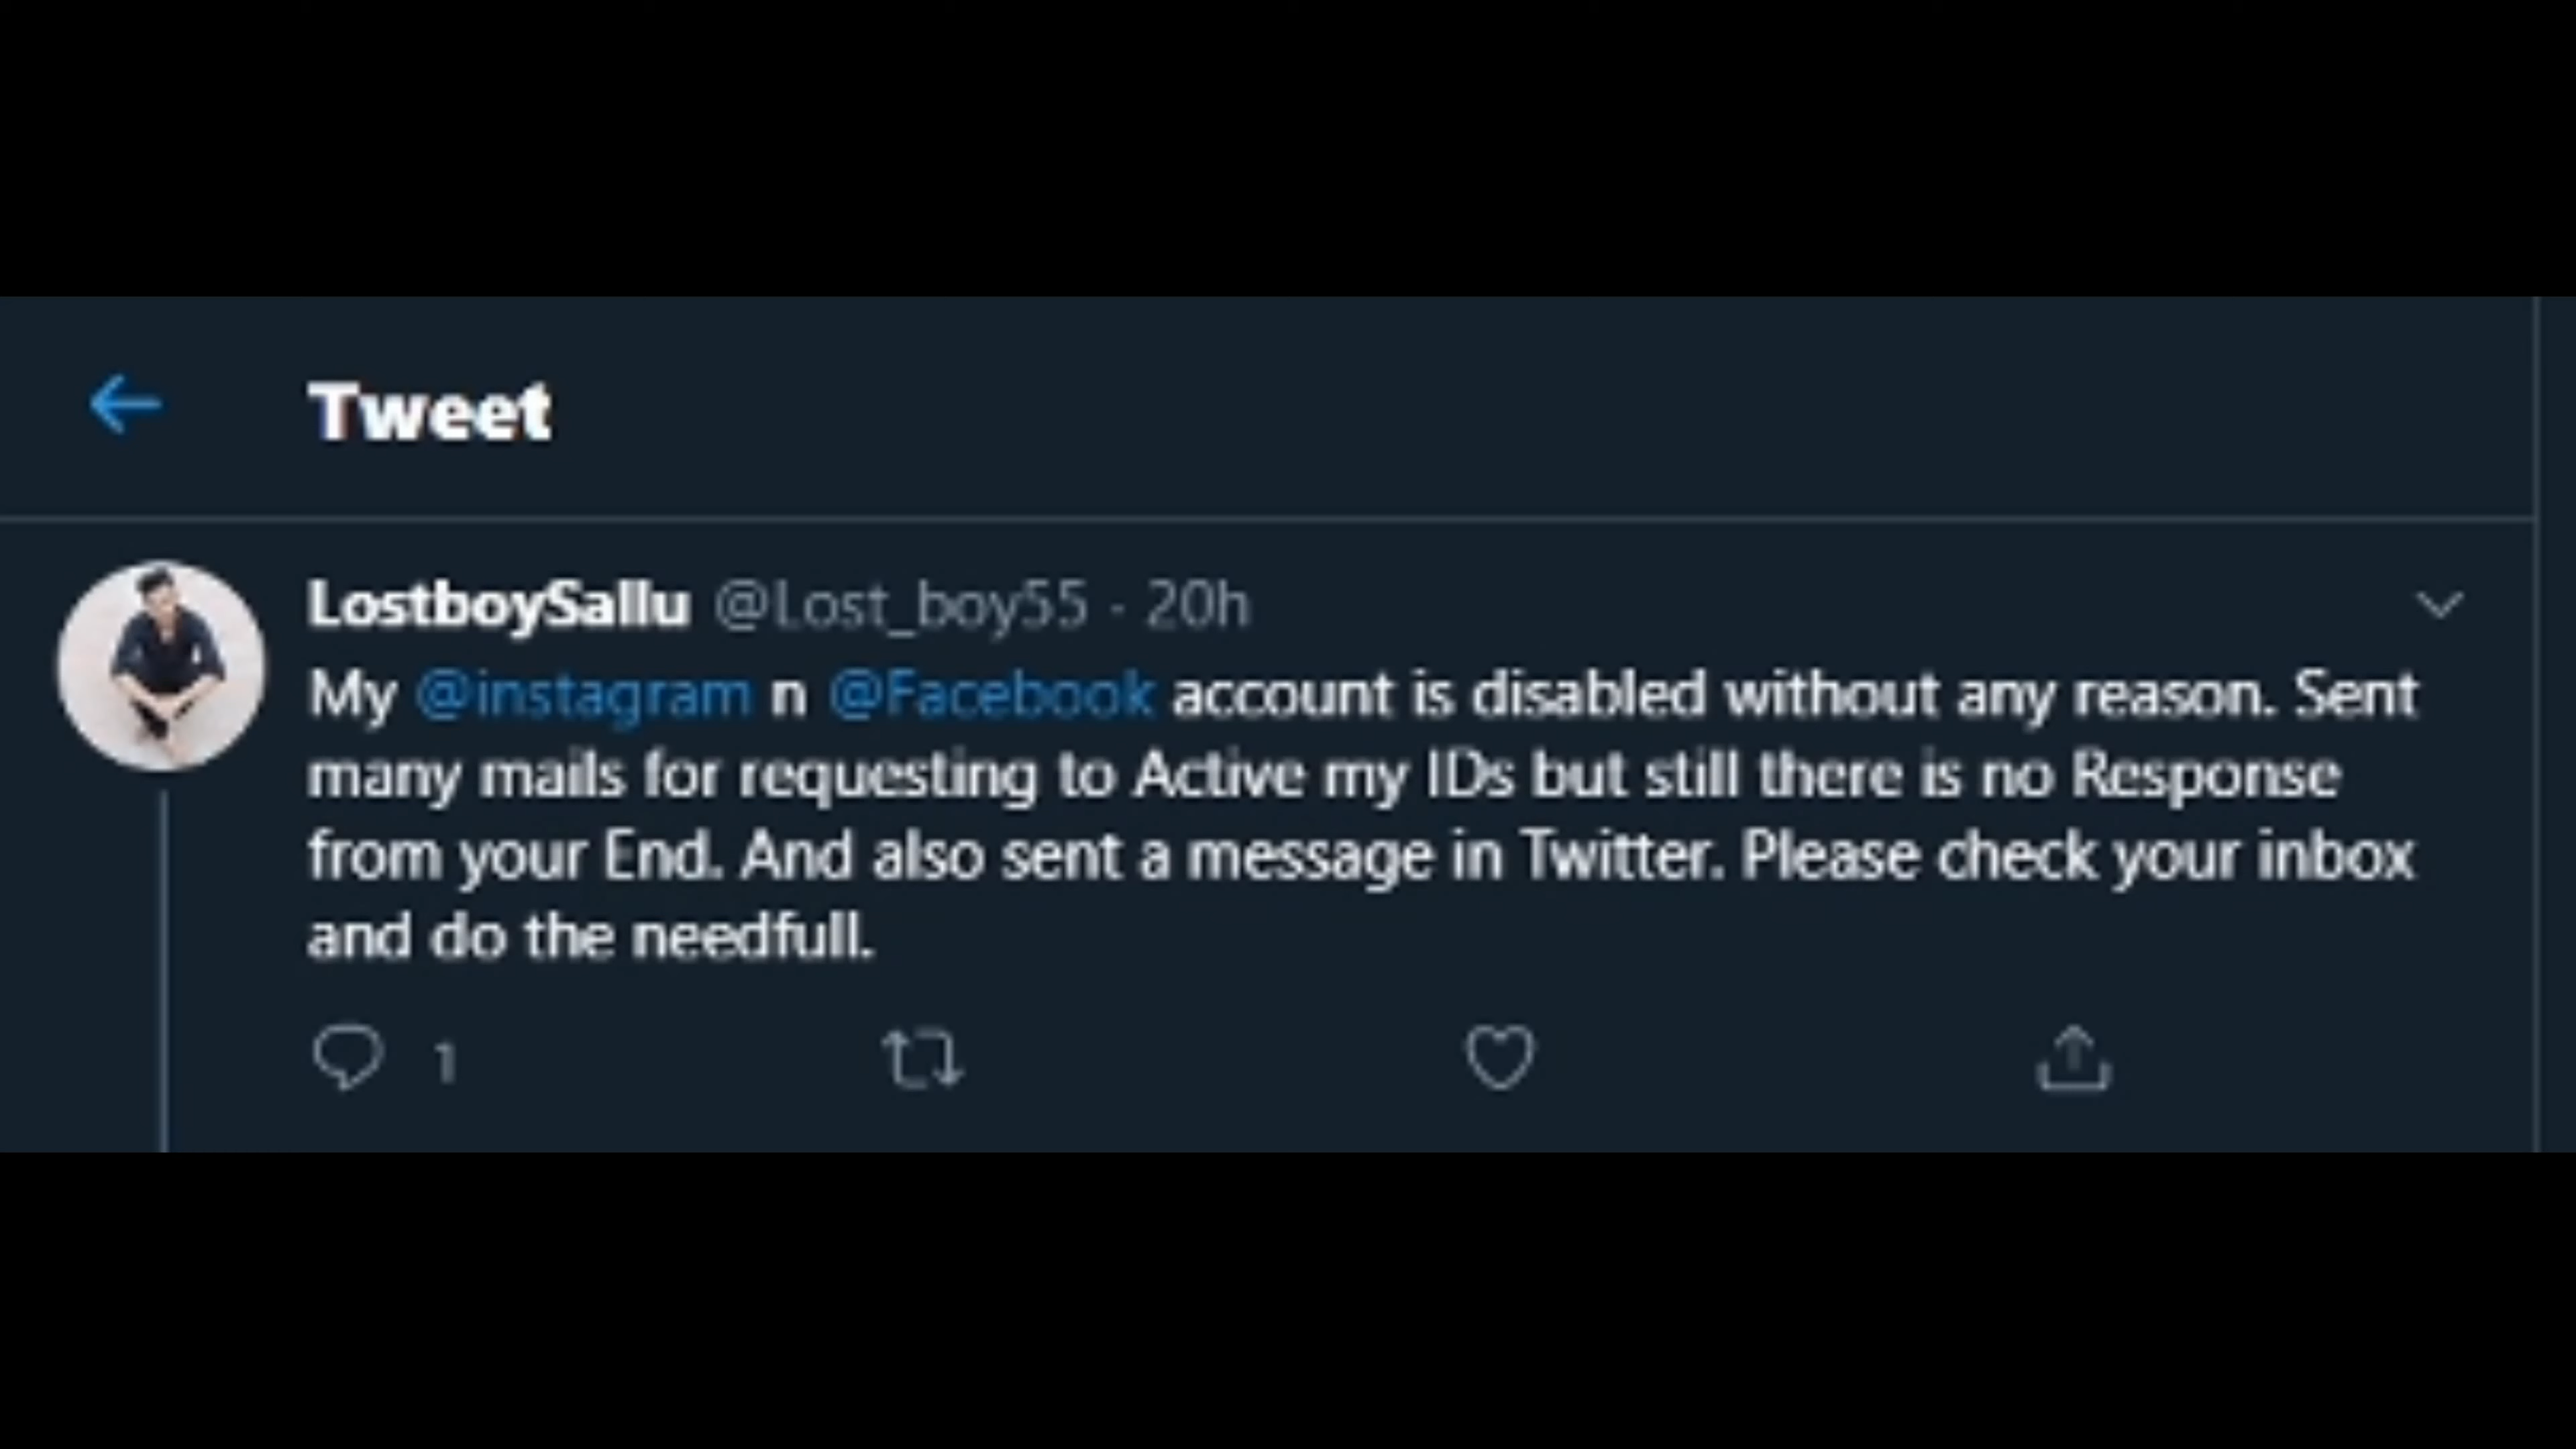 Tweet
LostboySallu @Lost_boy55 · 20h
My @instagram n @Facebook account is disabled without any reason. Sent
many mails for requesting to Active my IDs but still there is no Response
from your End. And also sent a message in Twitter. Please check your inbox
and do the needfull.
1